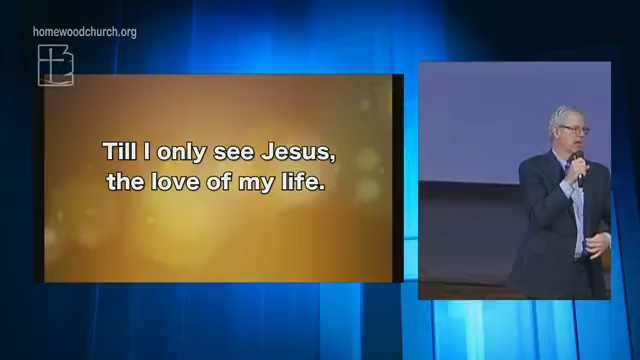 homewoodchurch.org
Till I only see Jesus,
the love of my life.